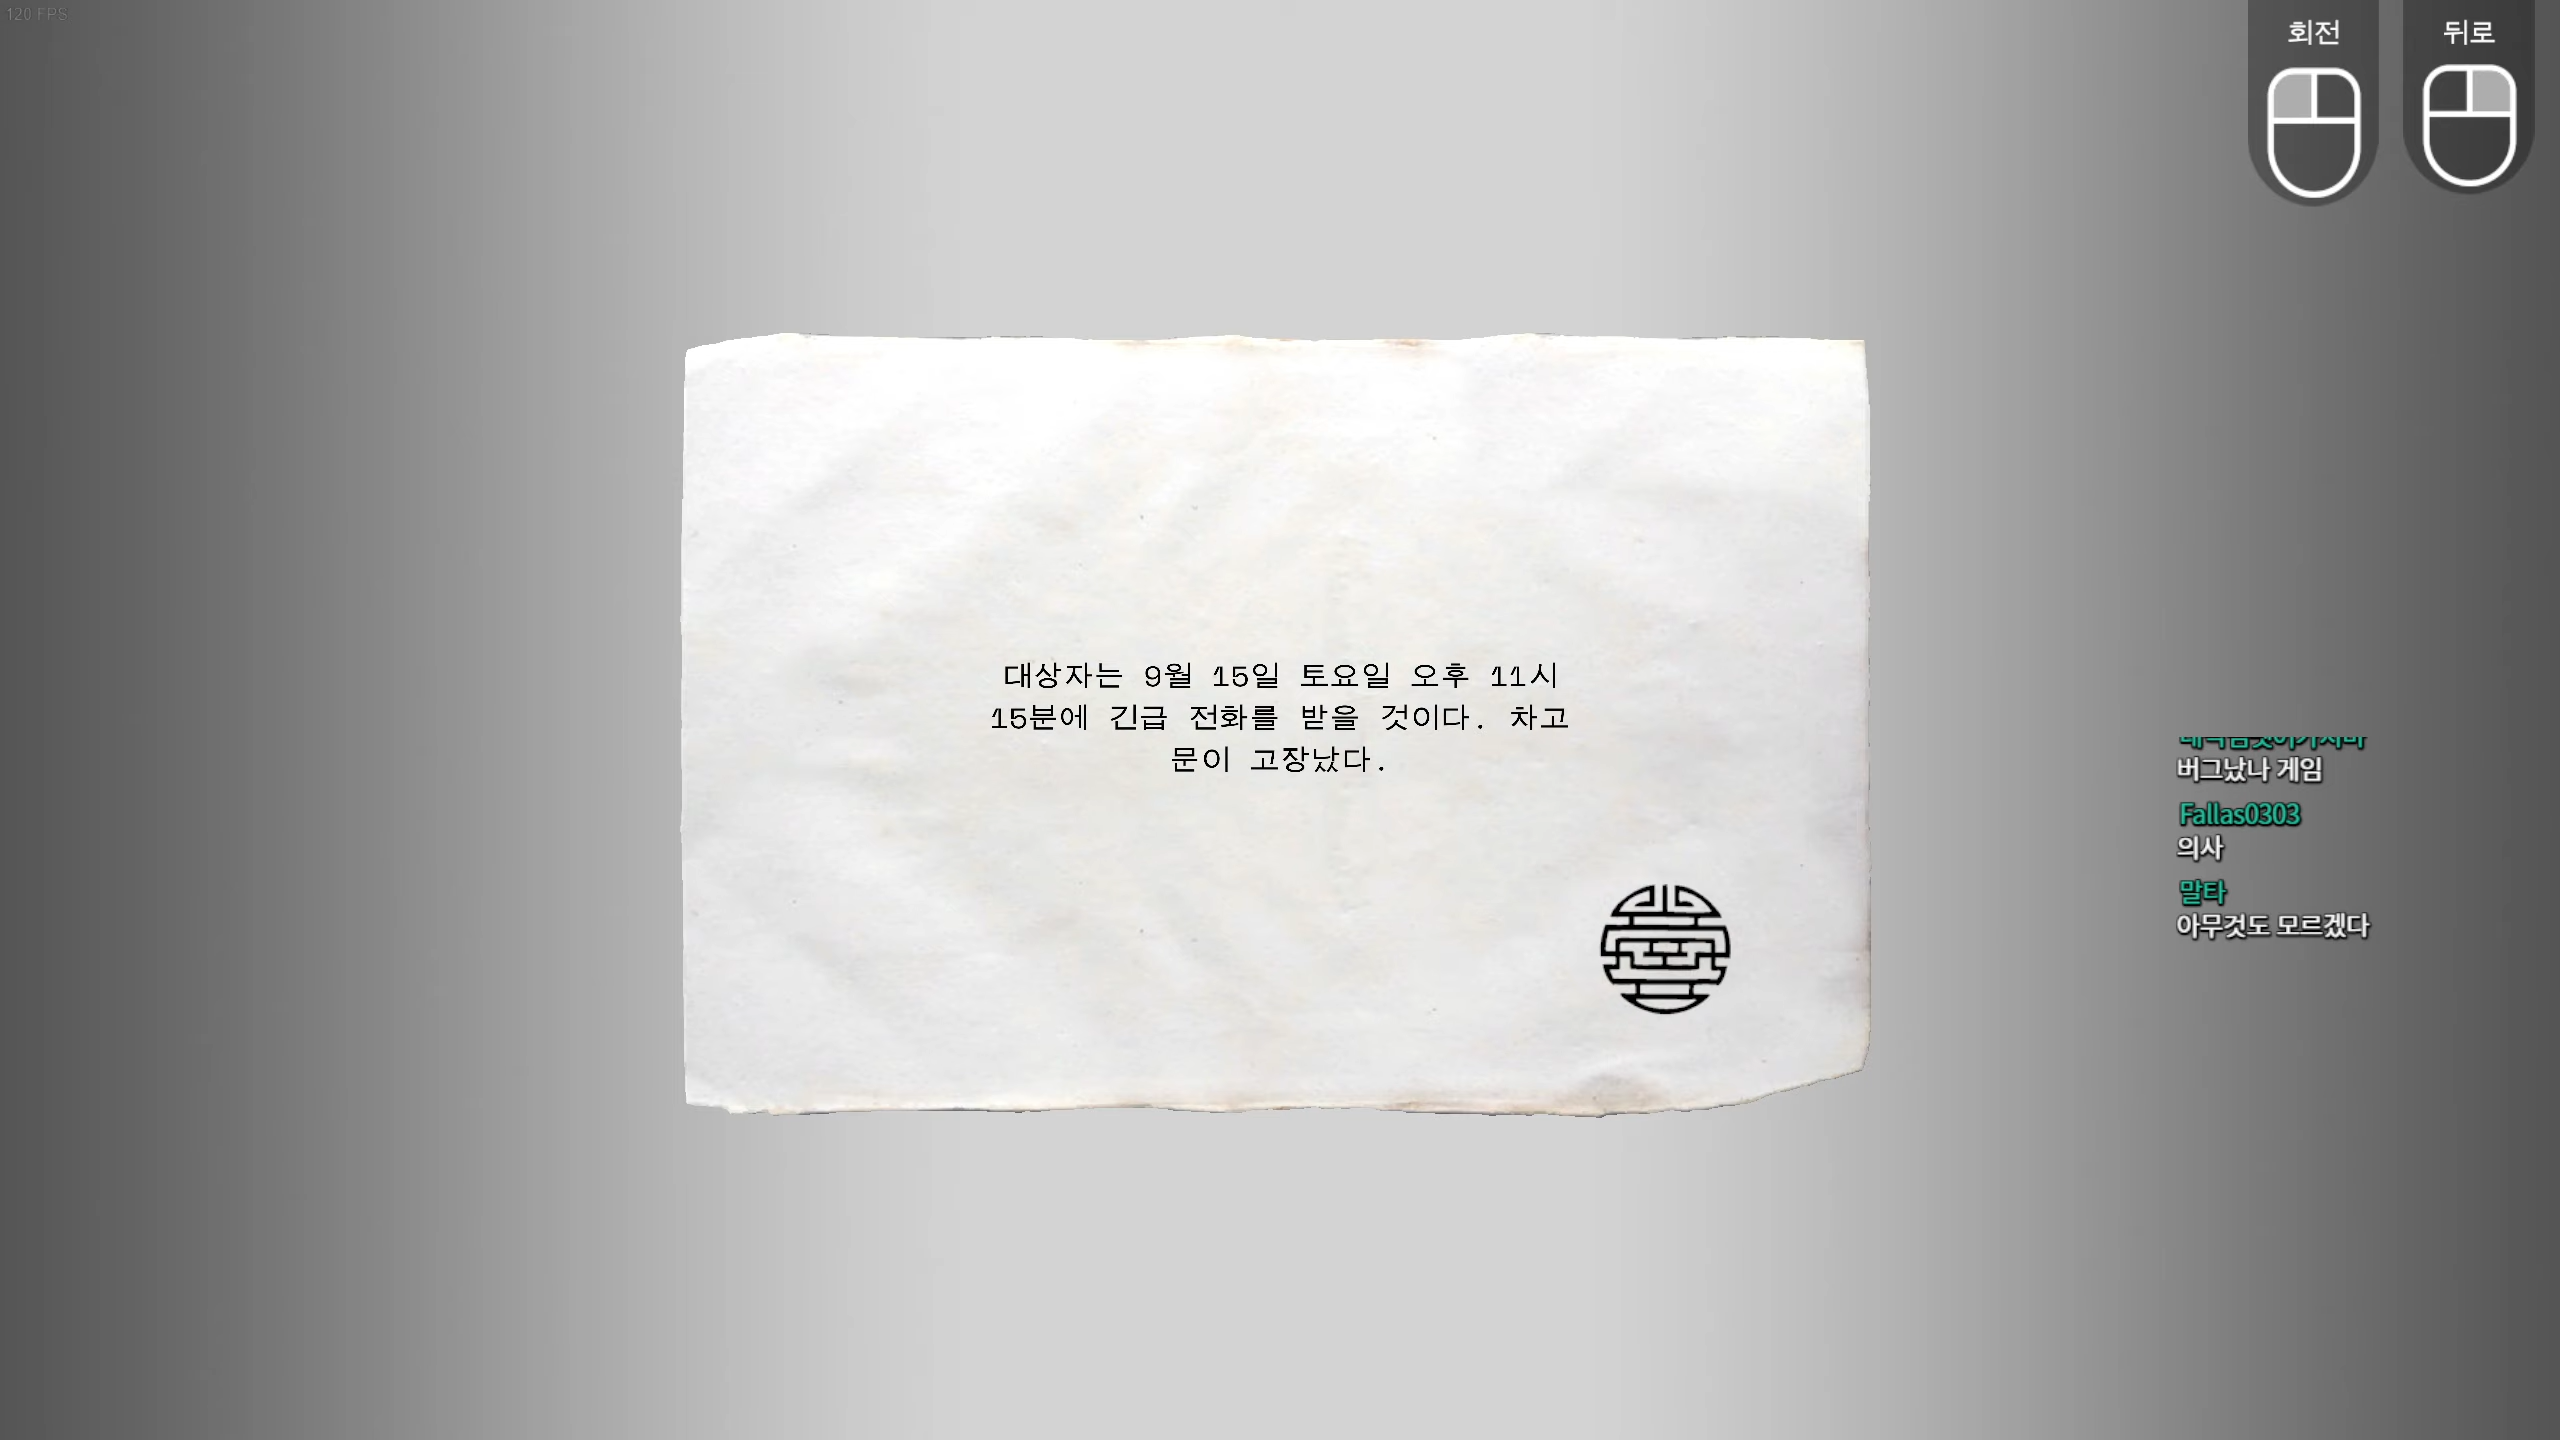 120 FPS
회전
뒤로
대상자는 9월 15일 토요일 오후 11시
15분에 긴급 전화를 받을 것이다. 차고
문이 고장났다.
버그났나 게임
Fallas0303
의사
말타
아무것도 모르겠다